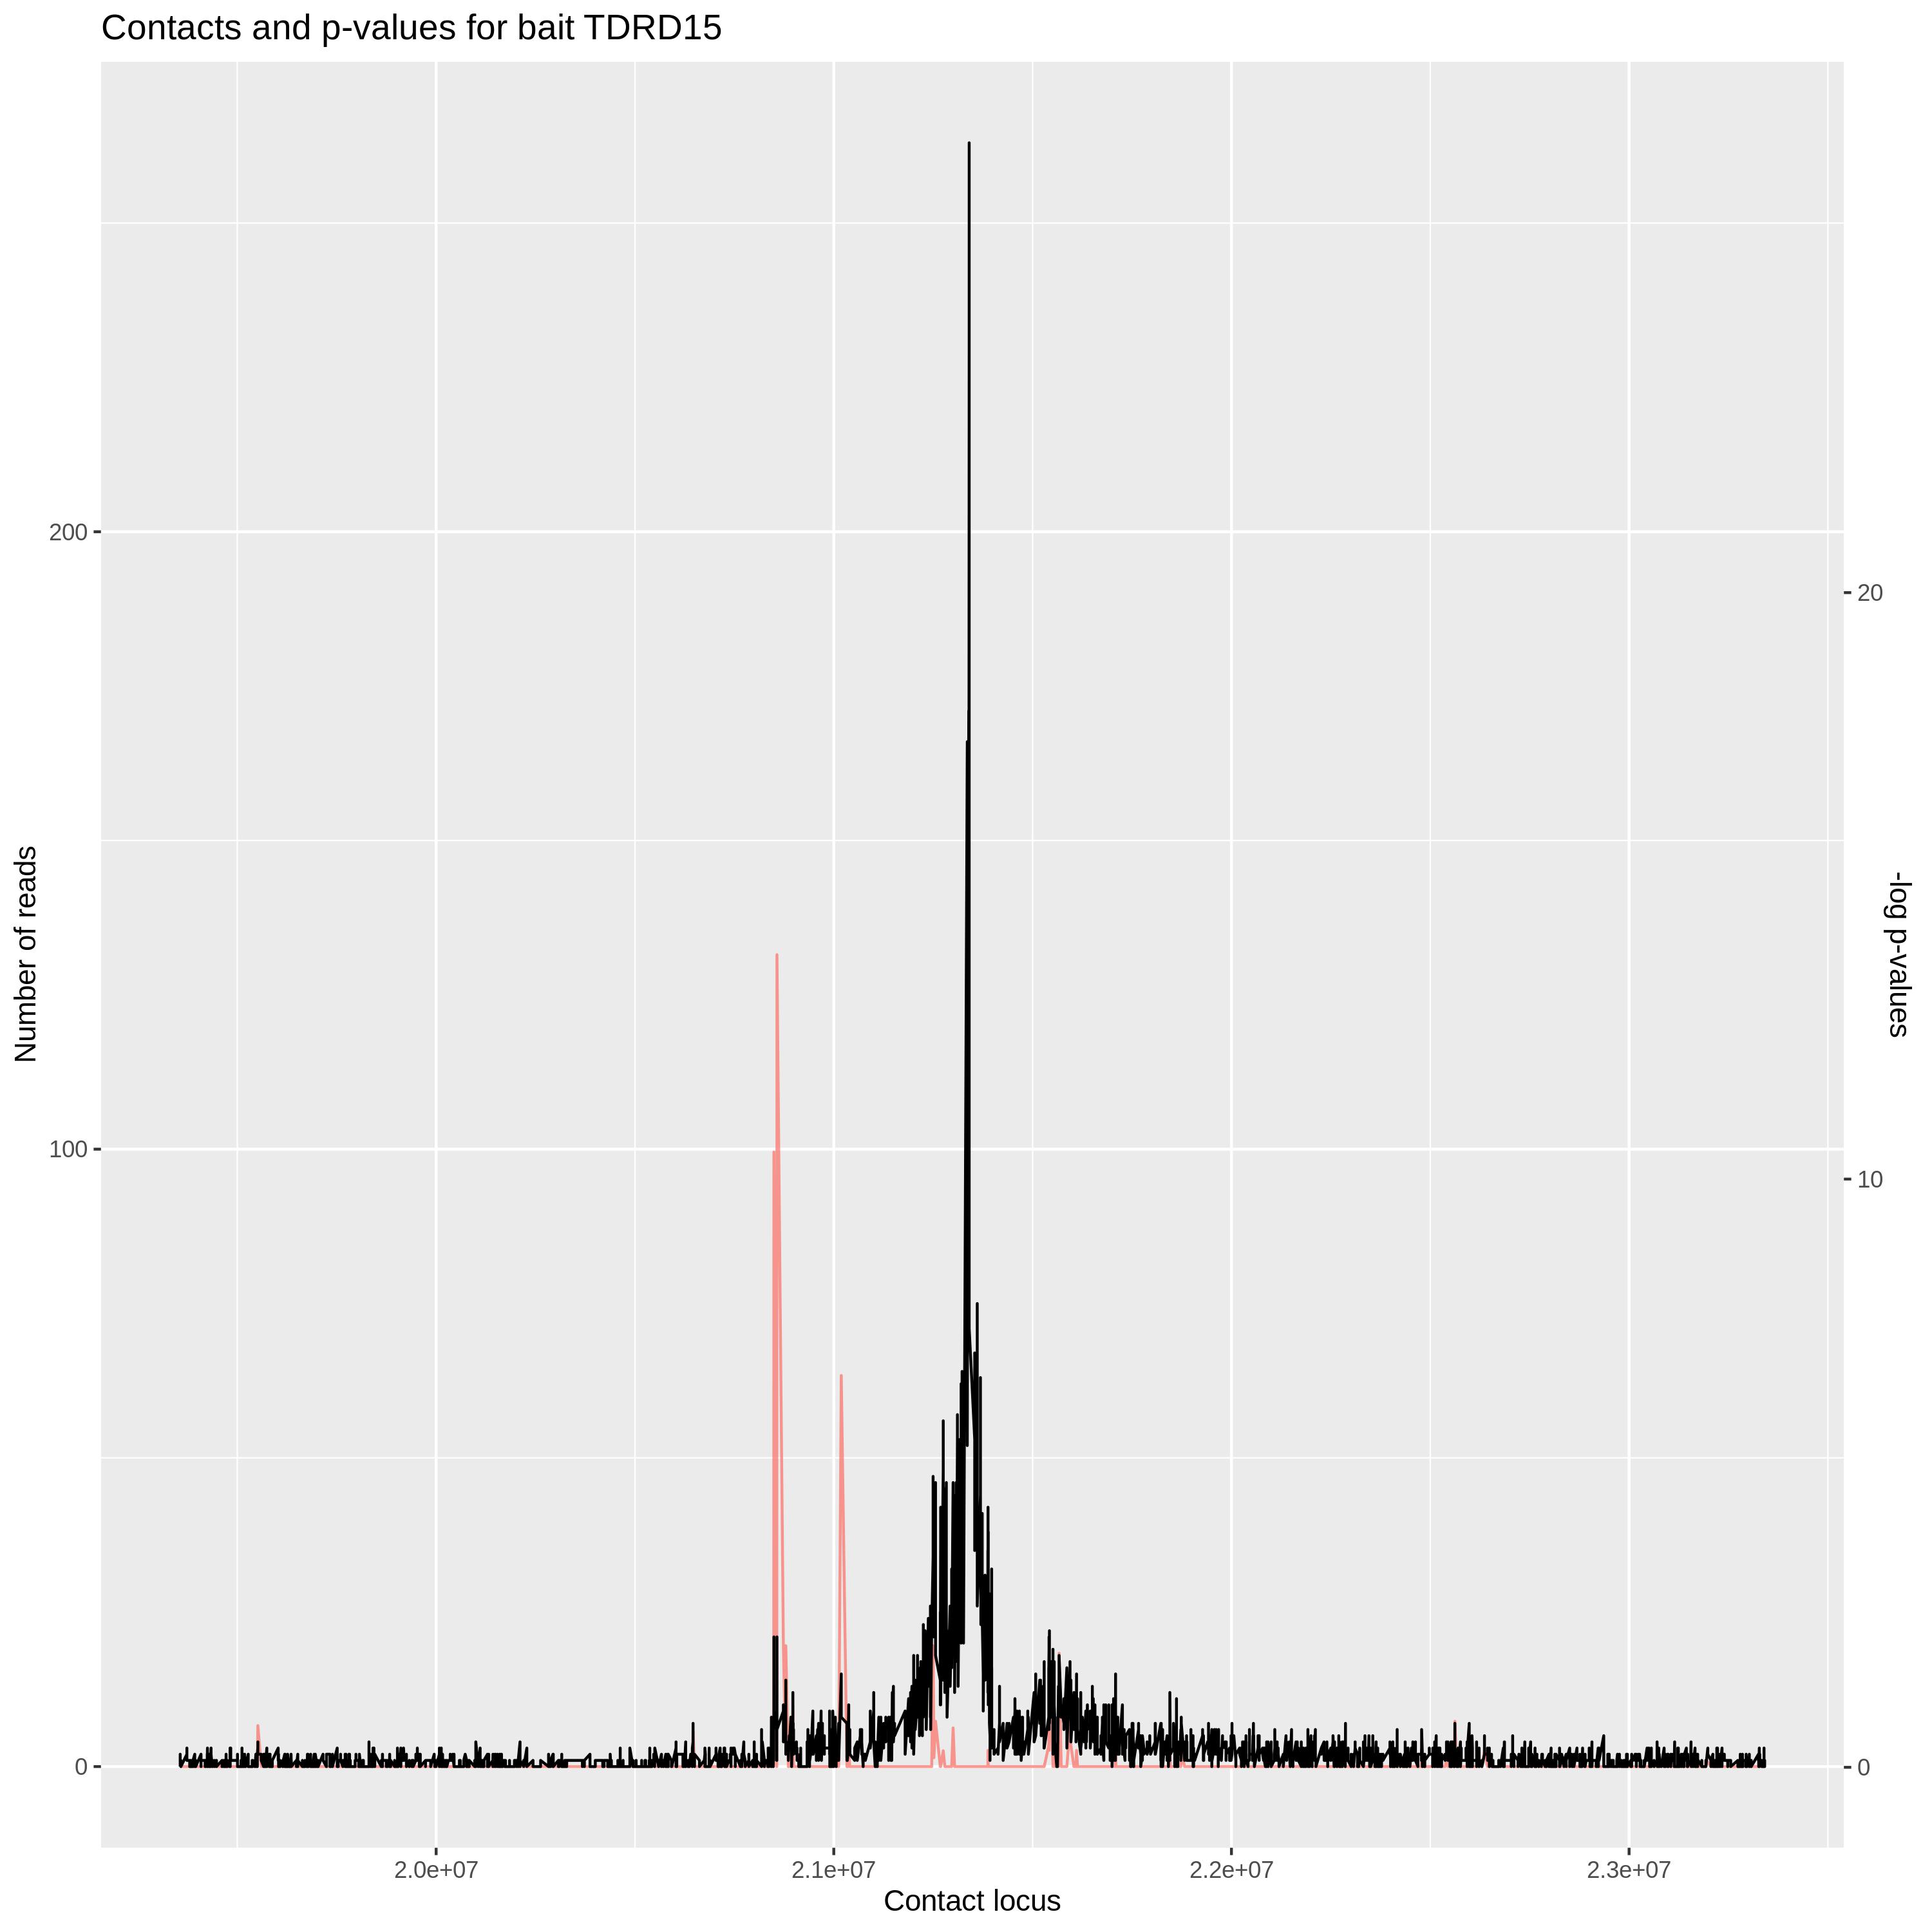 Contacts and p-values for bait TDRD15
200
100
0
Number of reads
20
10
0
-log p-values
2.0e+07
2.1e+07
2.2e+07
2.3e+07
Contact locus